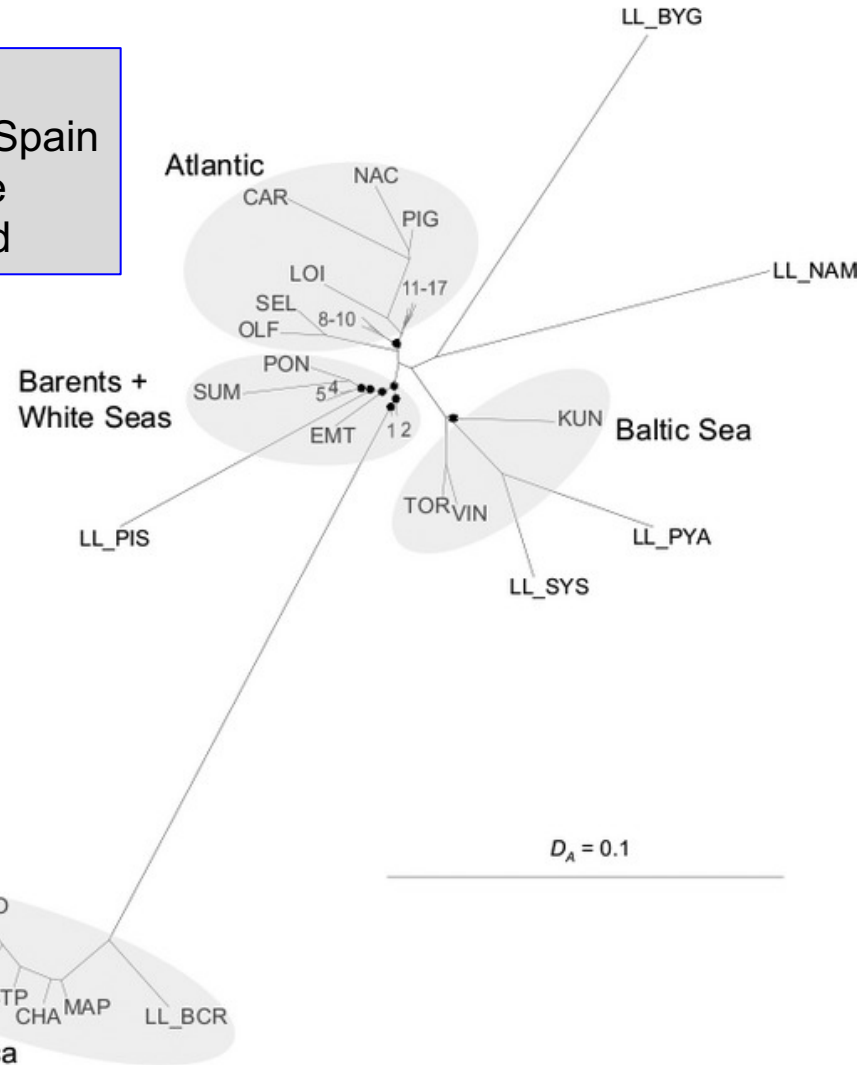 LL_BYG
Spain
Atlantic
NAC
CAR
PIG
LL_NAM
LOI
11-17
SEL
8-10
OLF
PON
Barents +
White Seas
SUM
5
4
KUN
Baltic Sea
EMT
1 2
TOR
VIN
LL_PIS
LL_PYA
LL_SYS
D_A = 0.1
TP
CHA
MAP
LL_BCR